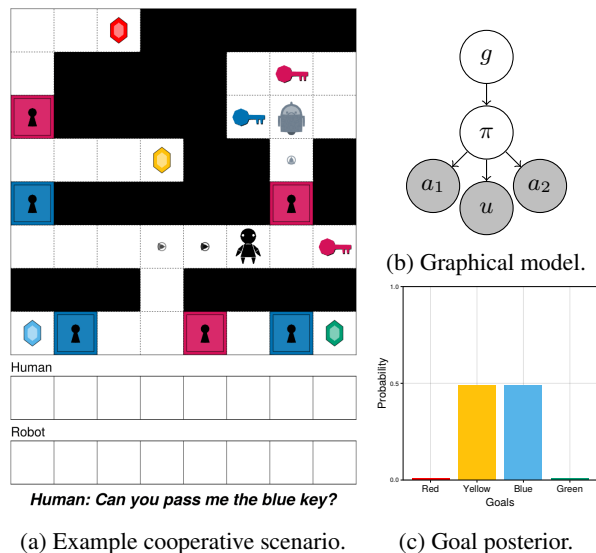 Human
Robot
Human: Can you pass me the blue key?
(a) Example cooperative scenario.
g
π
a1
u
a2
(b) Graphical model.
1.0
0.5
0.0
Probability
Red
Yellow
Blue
Green
Goals
(c) Goal posterior.